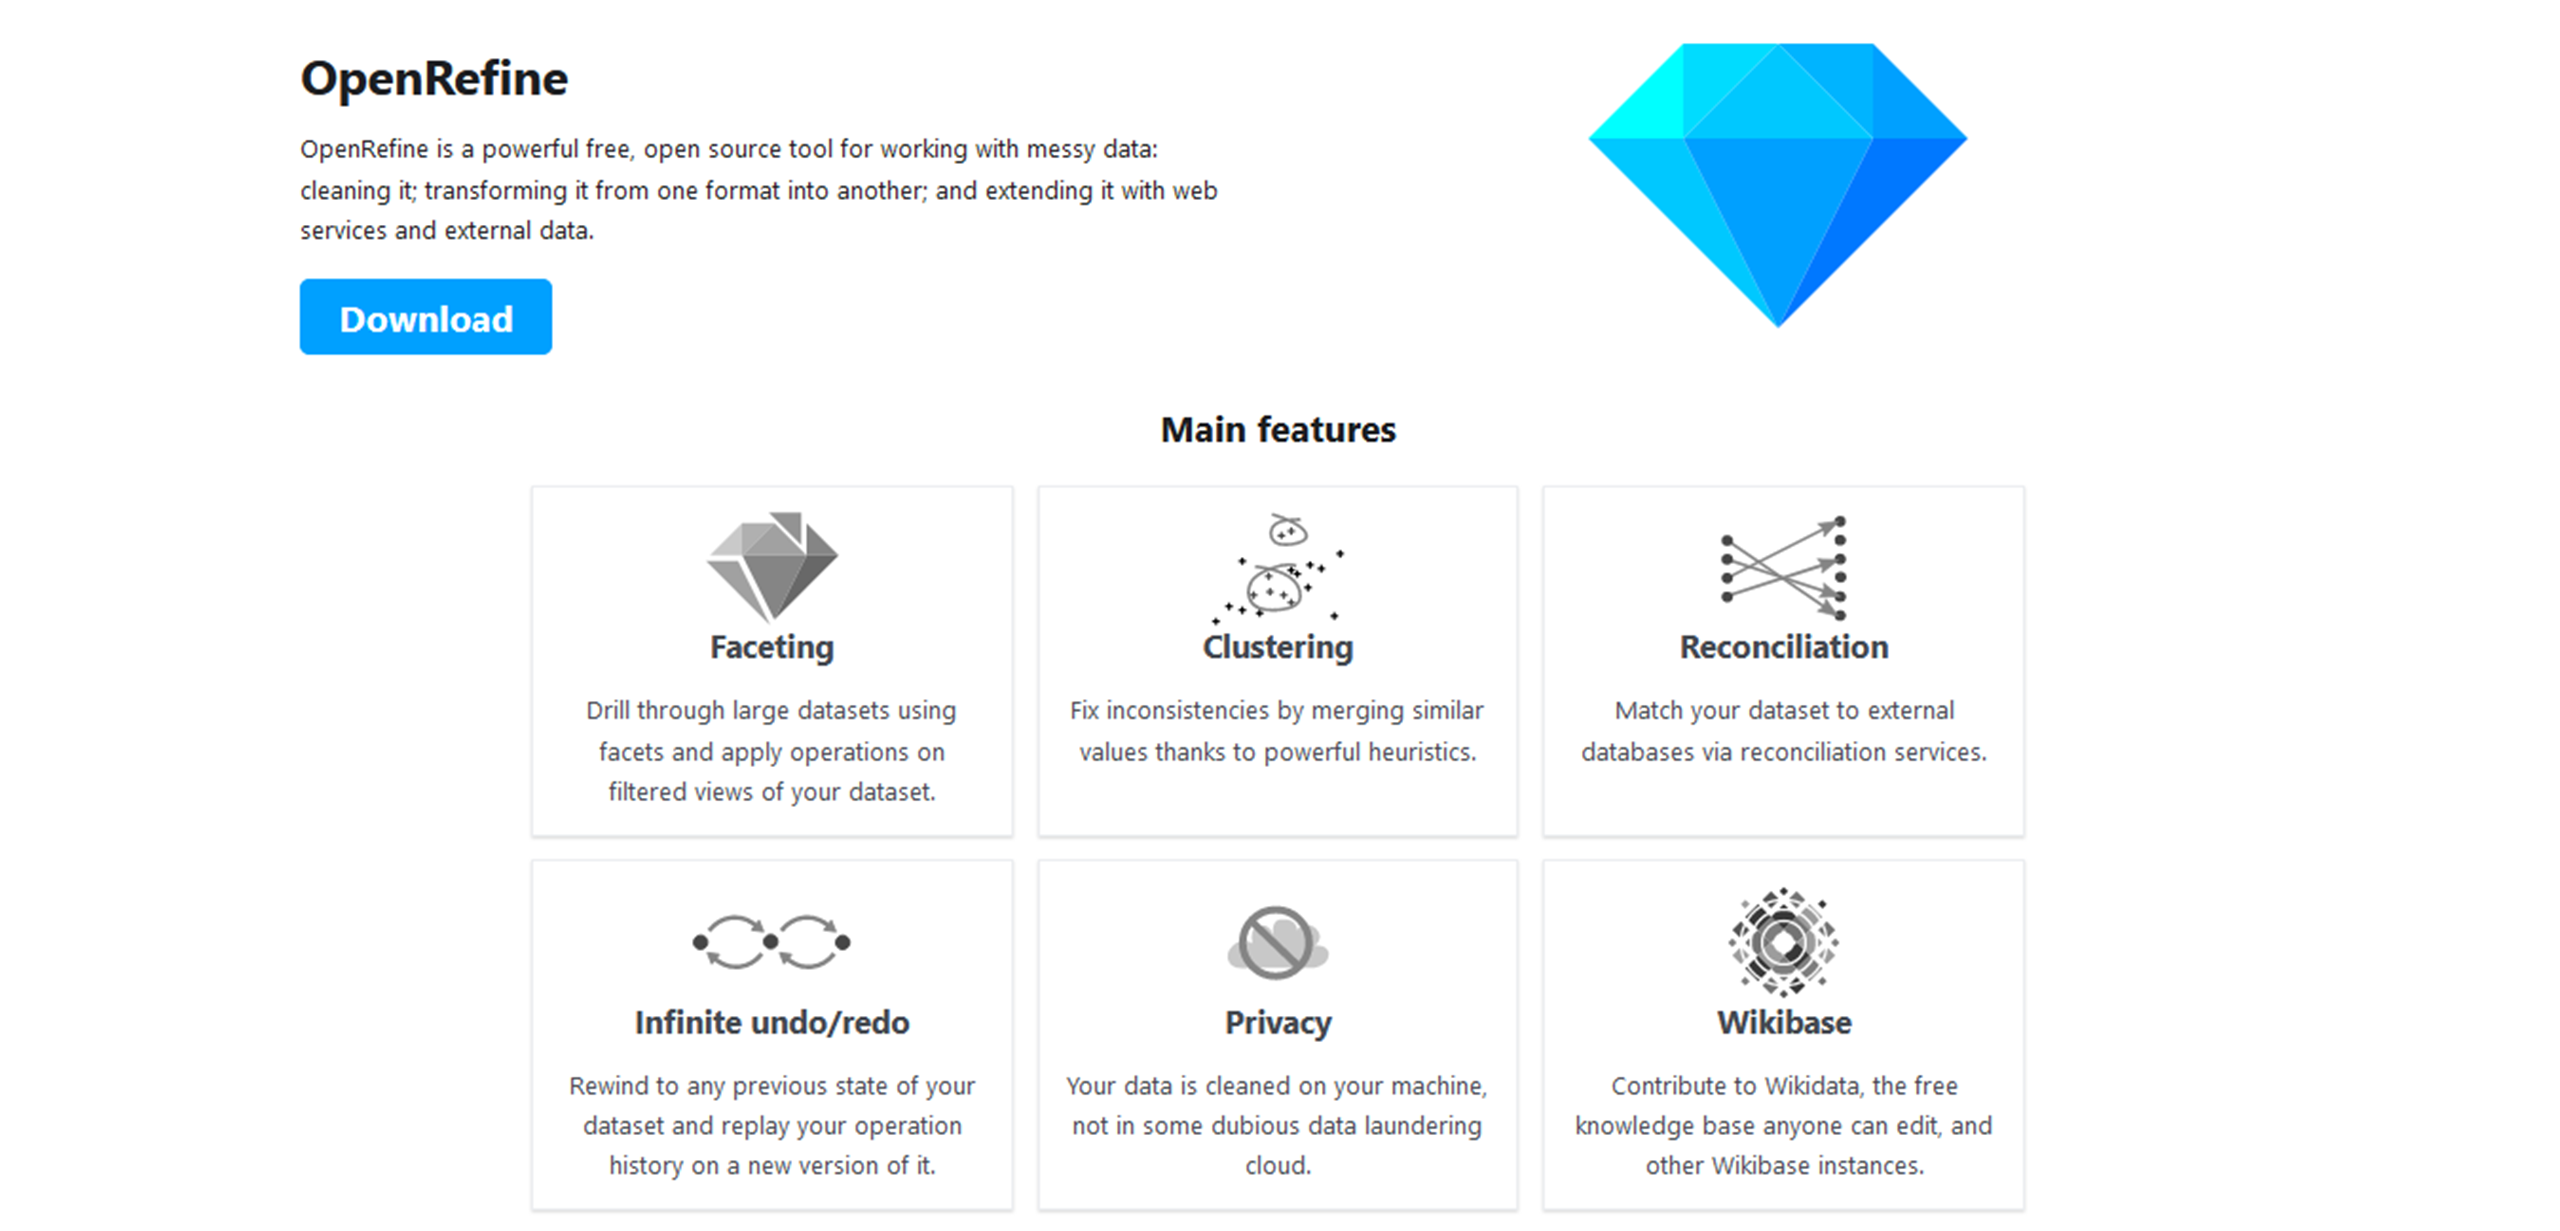 OpenRefine
OpenRefine is a powerful free, open source tool for working with messy data:
cleaning it; transforming it from one format into another; and extending it with web
services and external data.
Download
Main features
Faceting
Drill through large datasets using
facets and apply operations on
filtered views of your dataset.
Clustering
Fix inconsistencies by merging similar
values thanks to powerful heuristics.
Reconciliation
Match your dataset to external
databases via reconciliation services.
Infinite undo/redo
Rewind to any previous state of your
dataset and replay your operation
history on a new version of it.
Privacy
Your data is cleaned on your machine,
not in some dubious data laundering
cloud.
Wikibase
Contribute to Wikidata, the free
knowledge base anyone can edit, and
other Wikibase instances.